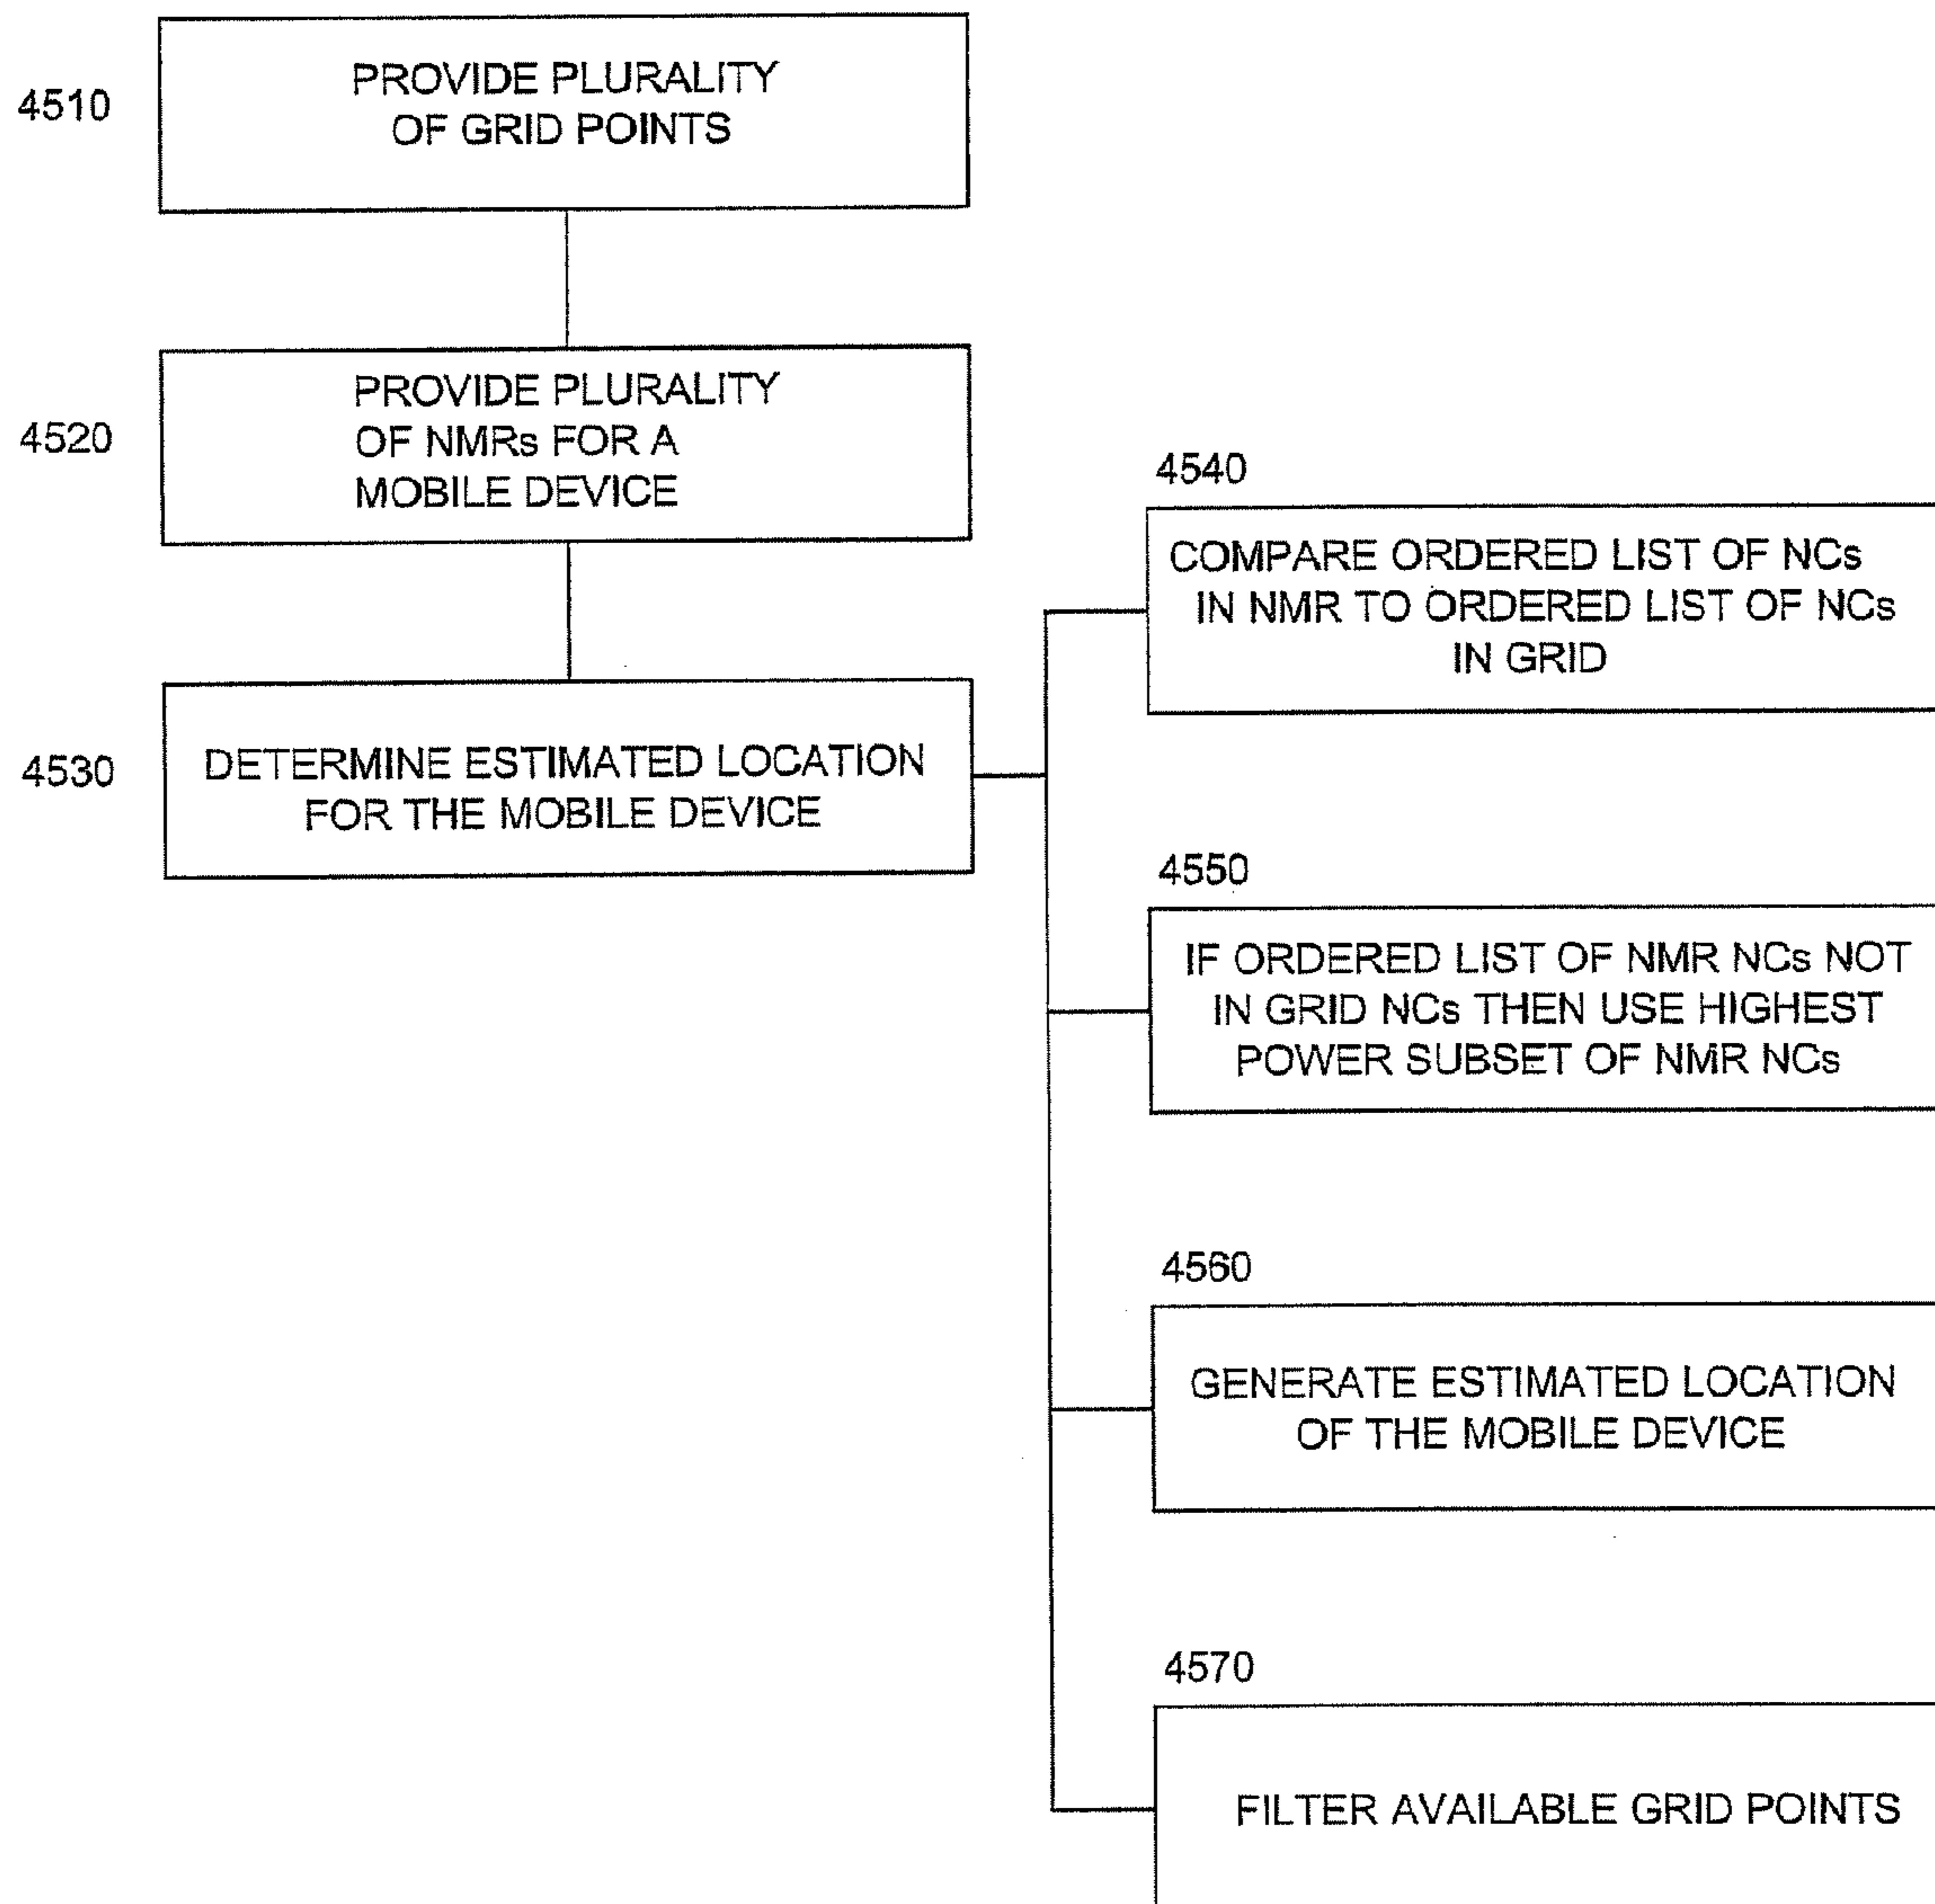 4510
PROVIDE PLURALITY
OF GRID POINTS
4520
PROVIDE PLURALITY
OF NMRs FOR A
MOBILE DEVICE
4530
DETERMINE ESTIMATED LOCATION
FOR THE MOBILE DEVICE
4540
COMPARE ORDERED LIST OF NCs
IN NMR TO ORDERED LIST OF NCs
IN GRID
4550
IF ORDERED LIST OF NMR NCs NOT
IN GRID NCs THEN USE HIGHEST
POWER SUBSET OF NMR NCs
4560
GENERATE ESTIMATED LOCATION
OF THE MOBILE DEVICE
4570
FILTER AVAILABLE GRID POINTS